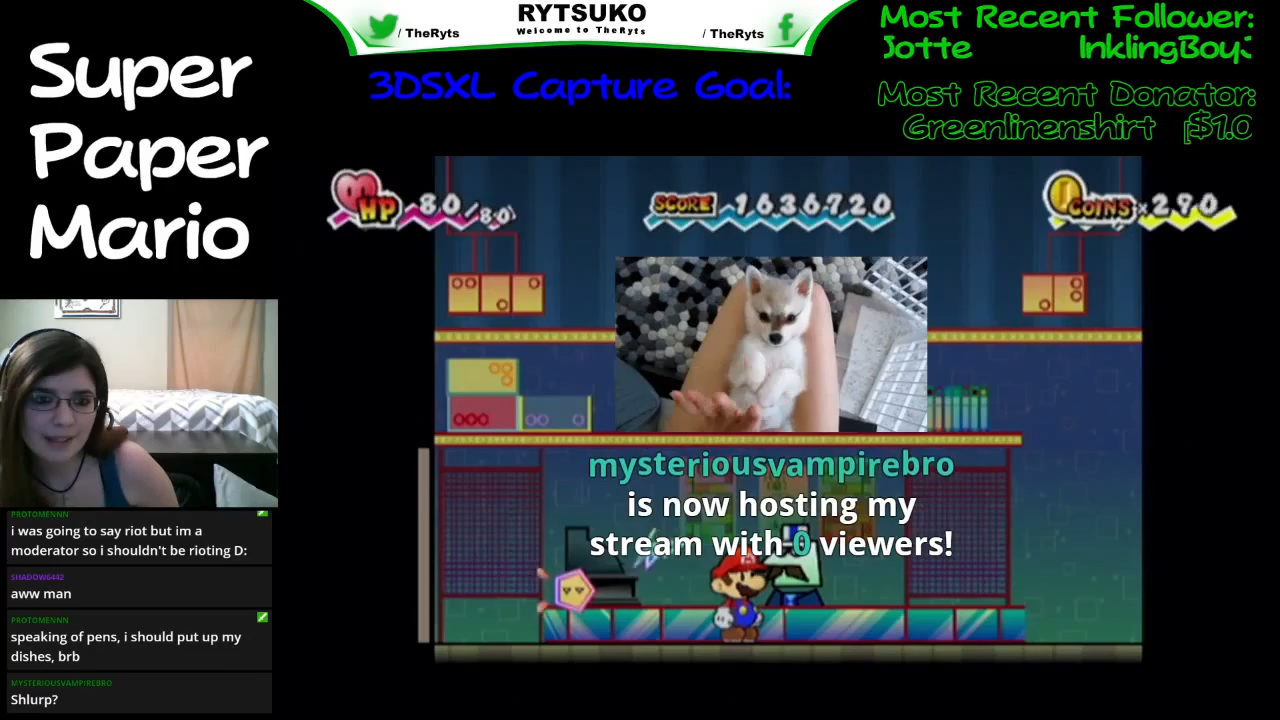 Super
Paper
Mario
RYTSUKO
Welcome to TheRyts
/ TheRyts
/ TheRyts
3DSXL Capture Goal:
Most Recent Follower:
Jotte InklingBoy
Most Recent Donator:
Greenlinenshirt [$1.0
HP 80/80
SCORE 1636720
COINS × 290
mysteriousvampirebro
is now hosting my
stream with 0 viewers!
PROTOMENNN
i was going to say riot but im a
moderator so i shouldn't be rioting D:
SHADOW6442
aww man
PROTOMENNN
speaking of pens, i should put up my
dishes, brb
MYSTERIOUSVAMPIREBRO
Shlurp?